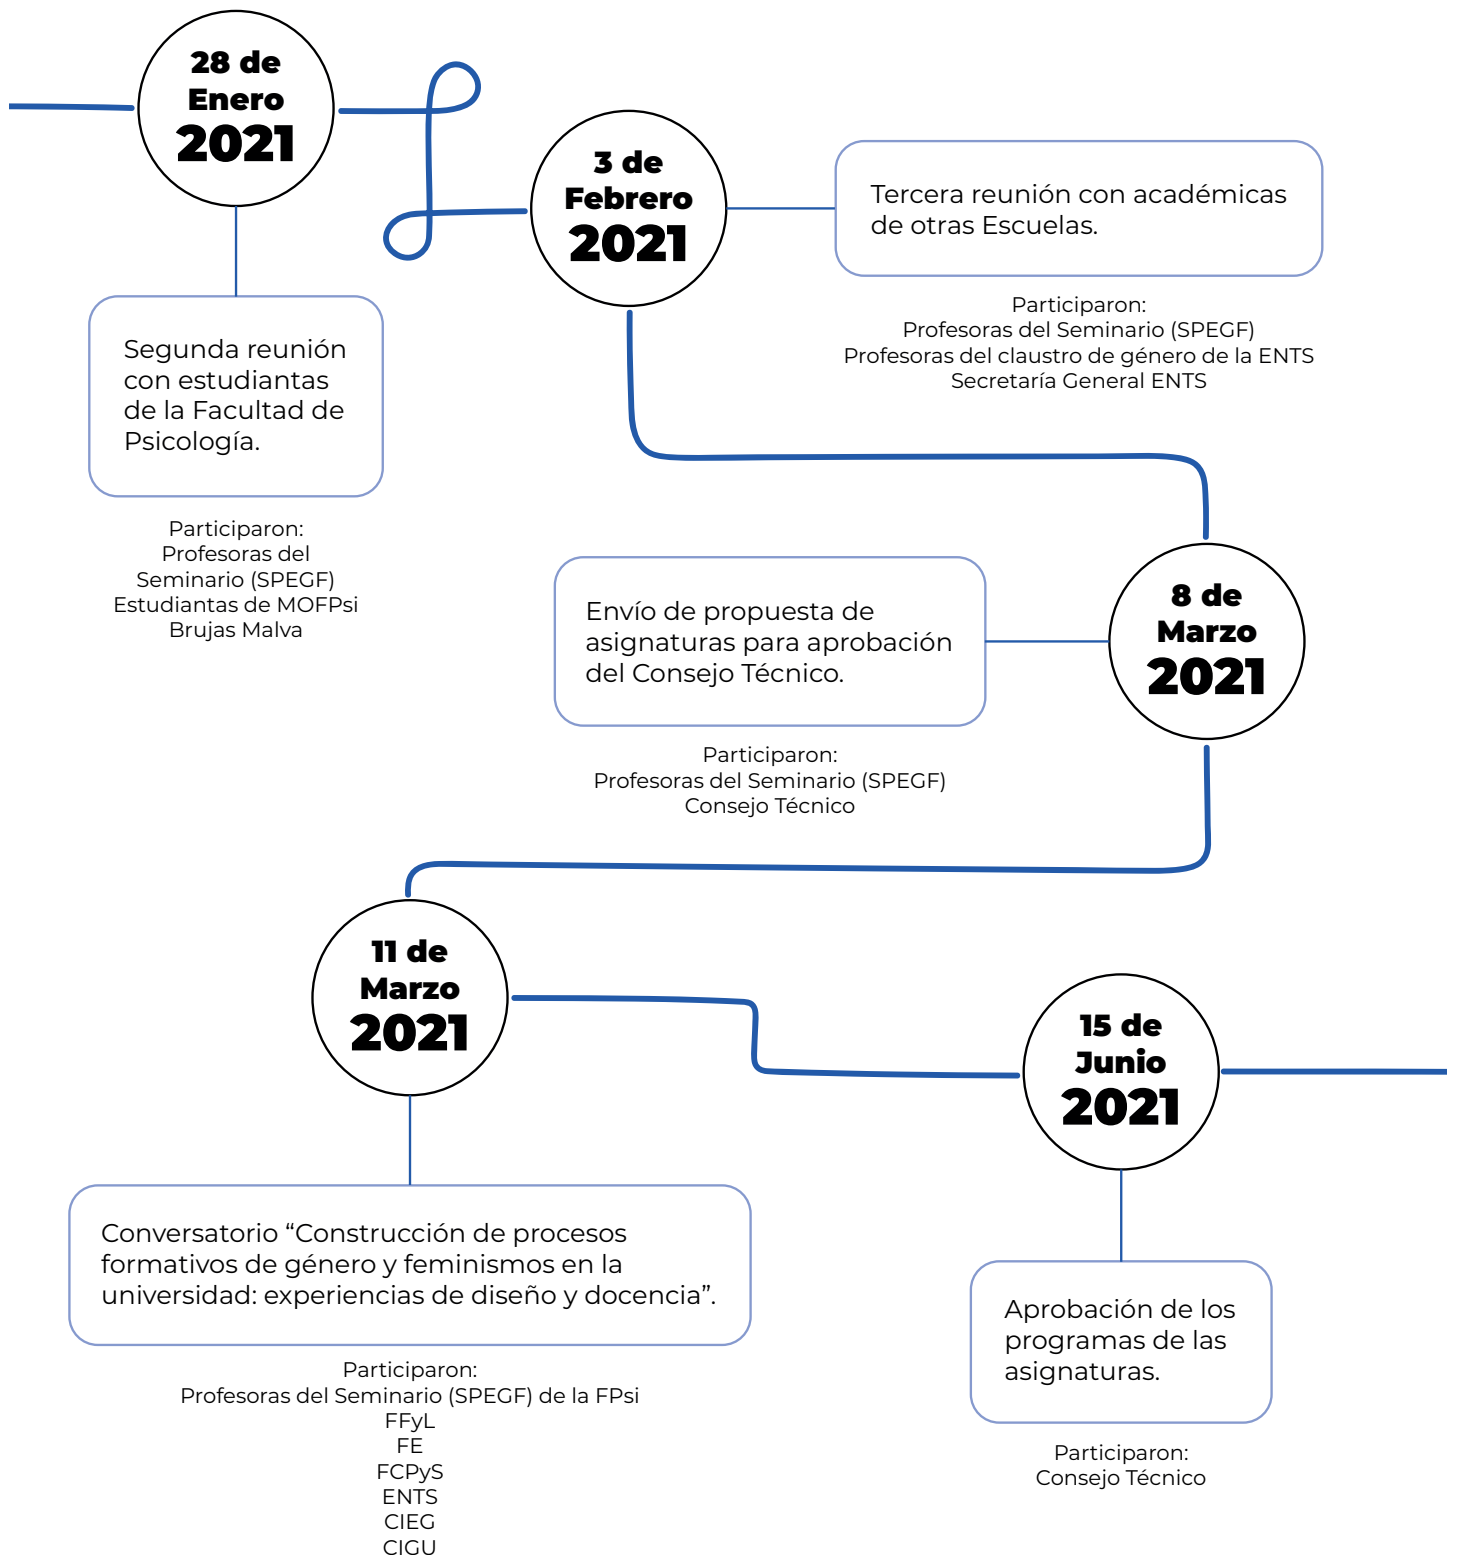 28 de
Enero
2021
Segunda reunión
con estudiantas
de la Facultad de
Psicología.
Participaron:
Profesoras del
Seminario (SPEGF)
Estudiantas de MOFPsi
Brujas Malva
3 de
Febrero
2021
Tercera reunión con académicas
de otras Escuelas.
Participaron:
Profesoras del Seminario (SPEGF)
Profesoras del claustro de género de la ENTS
Secretaría General ENTS
8 de
Marzo
2021
Envío de propuesta de
asignaturas para aprobación
del Consejo Técnico.
Participaron:
Profesoras del Seminario (SPEGF)
Consejo Técnico
11 de
Marzo
2021
Conversatorio “Construcción de procesos
formativos de género y feminismos en la
universidad: experiencias de diseño y docencia”.
Participaron:
Profesoras del Seminario (SPEGF) de la FPsi
FFyL
FE
FCPyS
ENTS
CIEG
CIGU
15 de
Junio
2021
Aprobación de los
programas de las
asignaturas.
Participaron:
Consejo Técnico